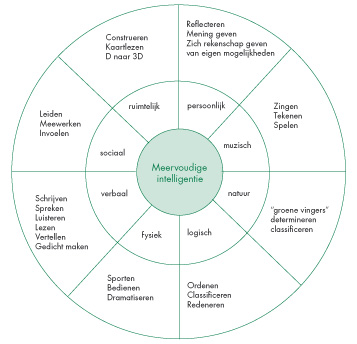 Reflecteren
Mening geven
Zich rekenschap geven
van eigen mogelijkheden
Construeren
Kaartlezen
D naar 3D
ruimtelijk
persoonlijk
Zingen
Tekenen
Spelen
Leiden
Meewerken
Invoelen
sociaal
muzisch
Meervoudige
intelligentie
verbaal
natuur
Schrijven
Spreken
Luisteren
Lezen
Vertellen
Gedicht maken
"groene vingers"
determineren
classificeren
fysiek
logisch
Sporten
Bedienen
Dramatiseren
Ordenen
Classificeren
Redeneren